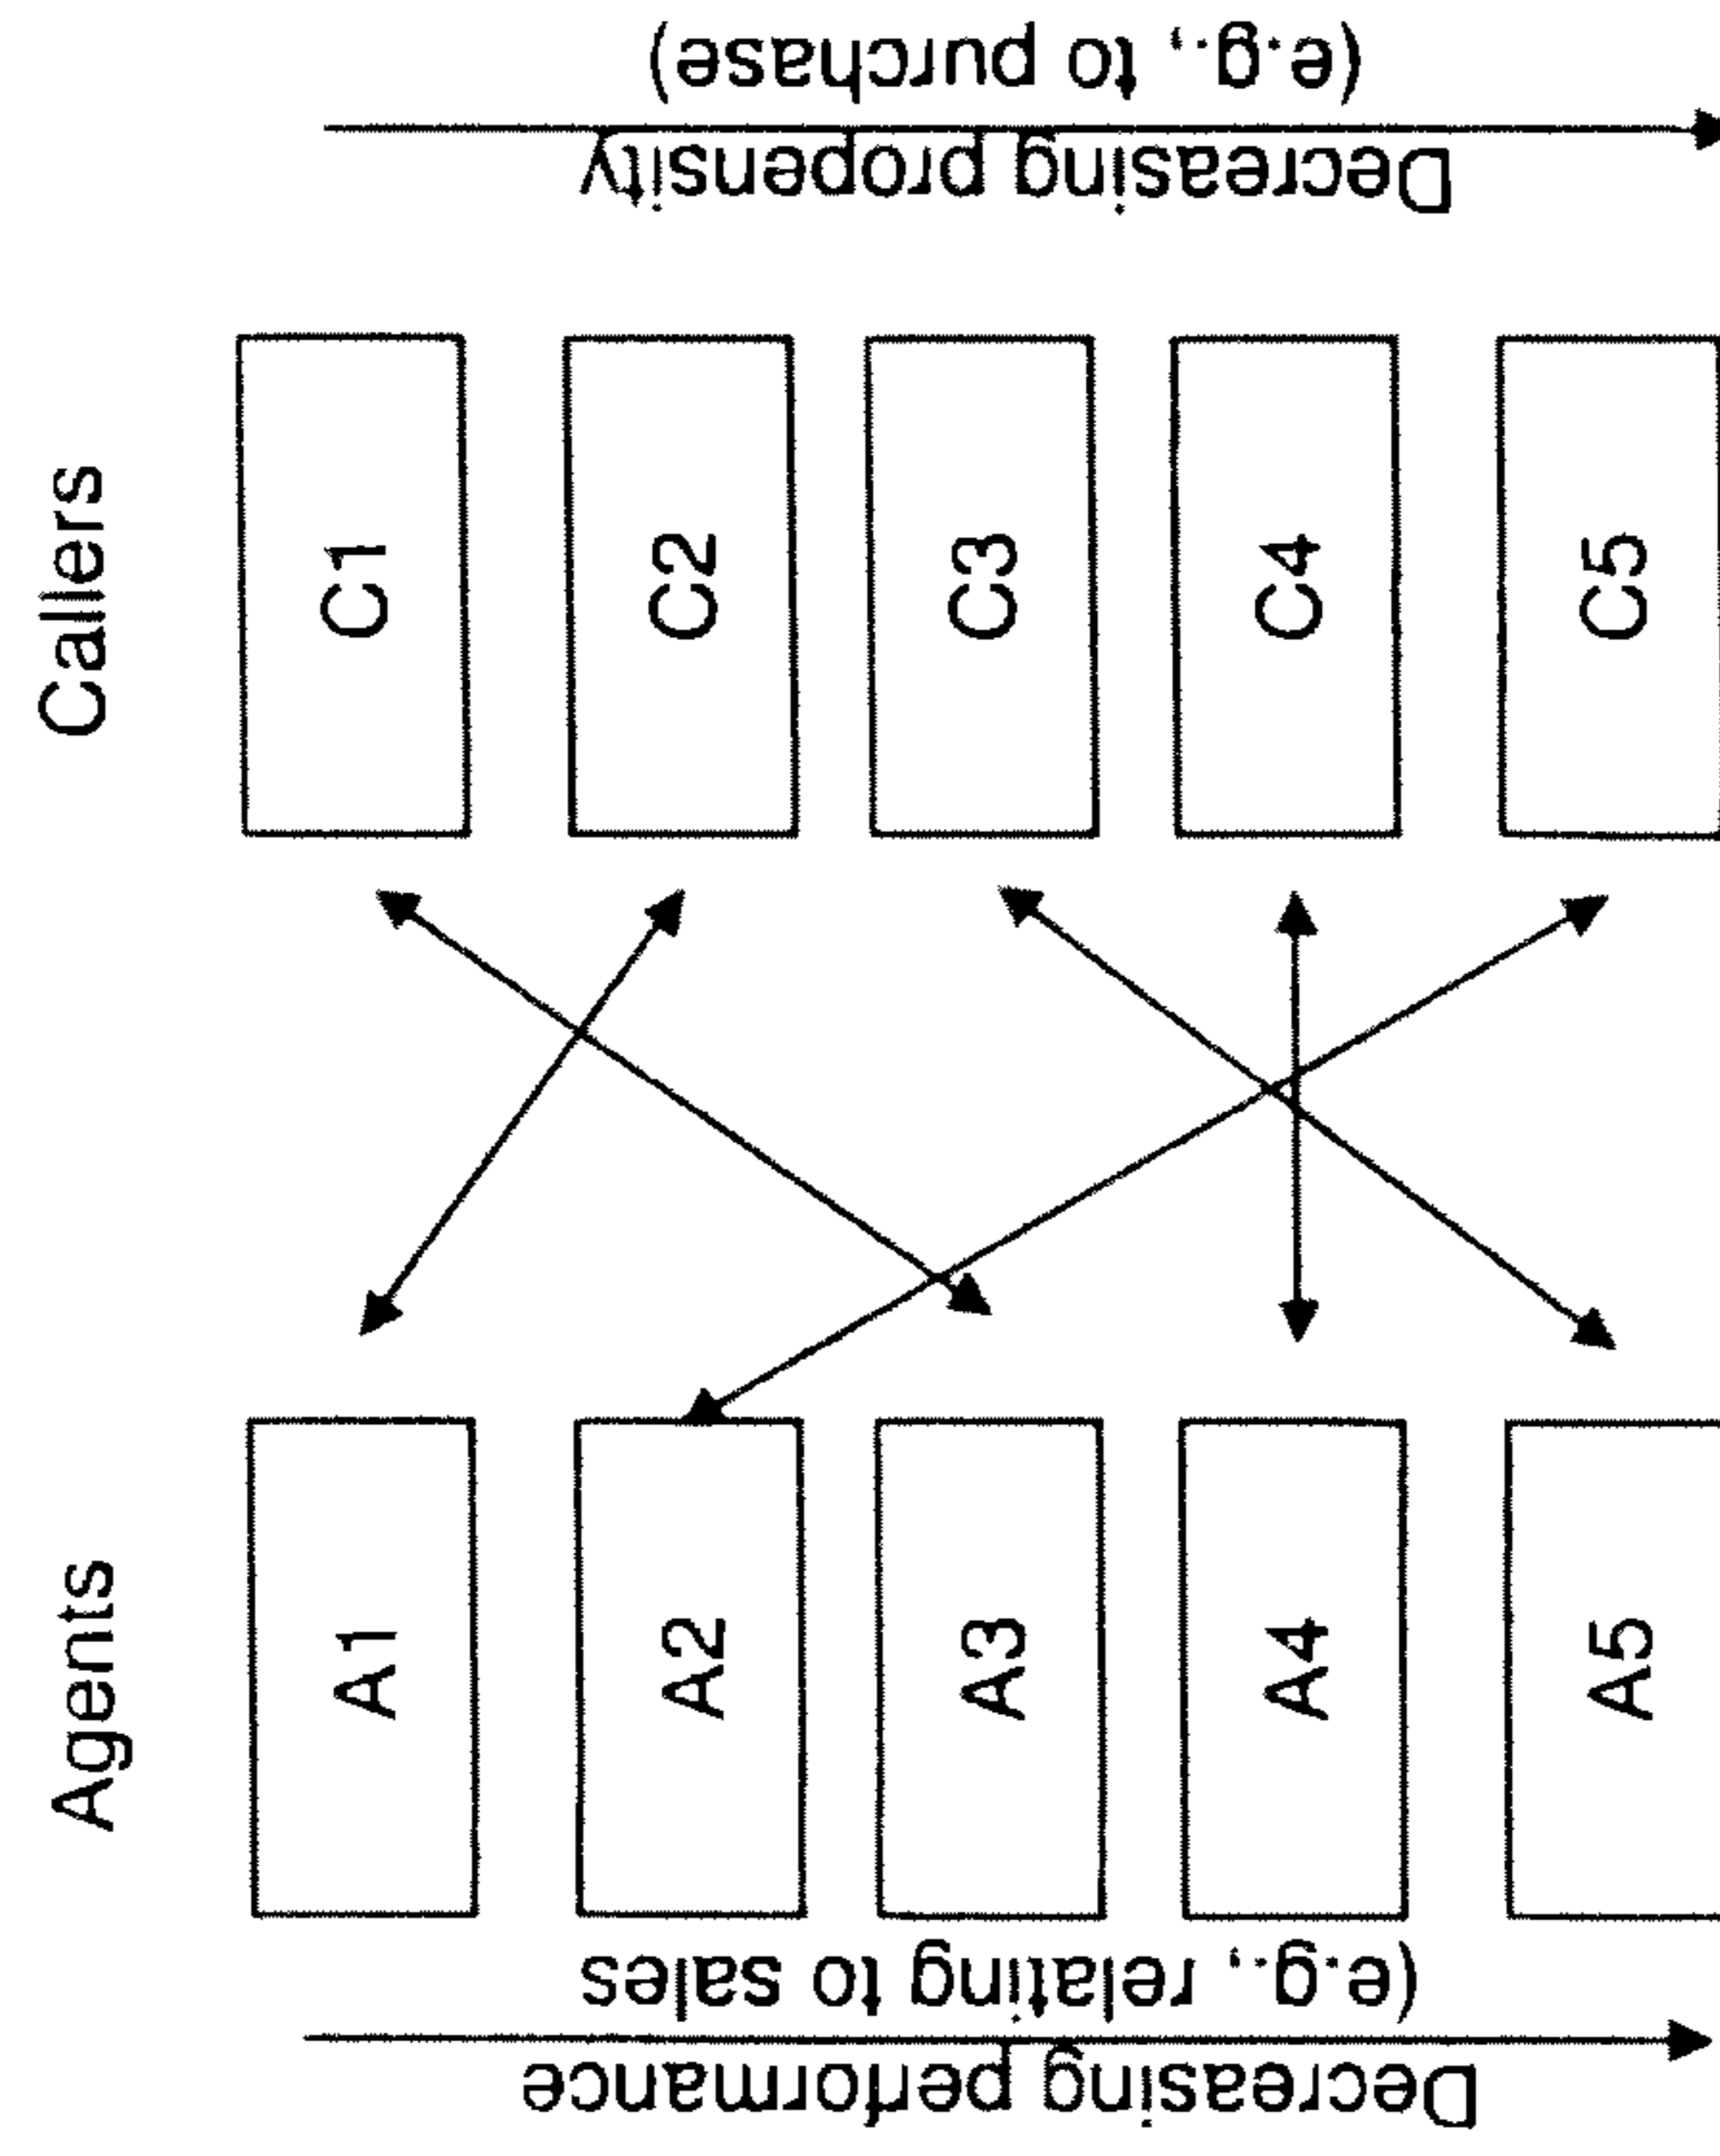 Agents
Callers
Decreasing performance
(e.g., relating to sales
A1
A2
A3
A4
A5
C1
C2
C3
C4
C5
Decreasing propensity
(e.g., to purchase)